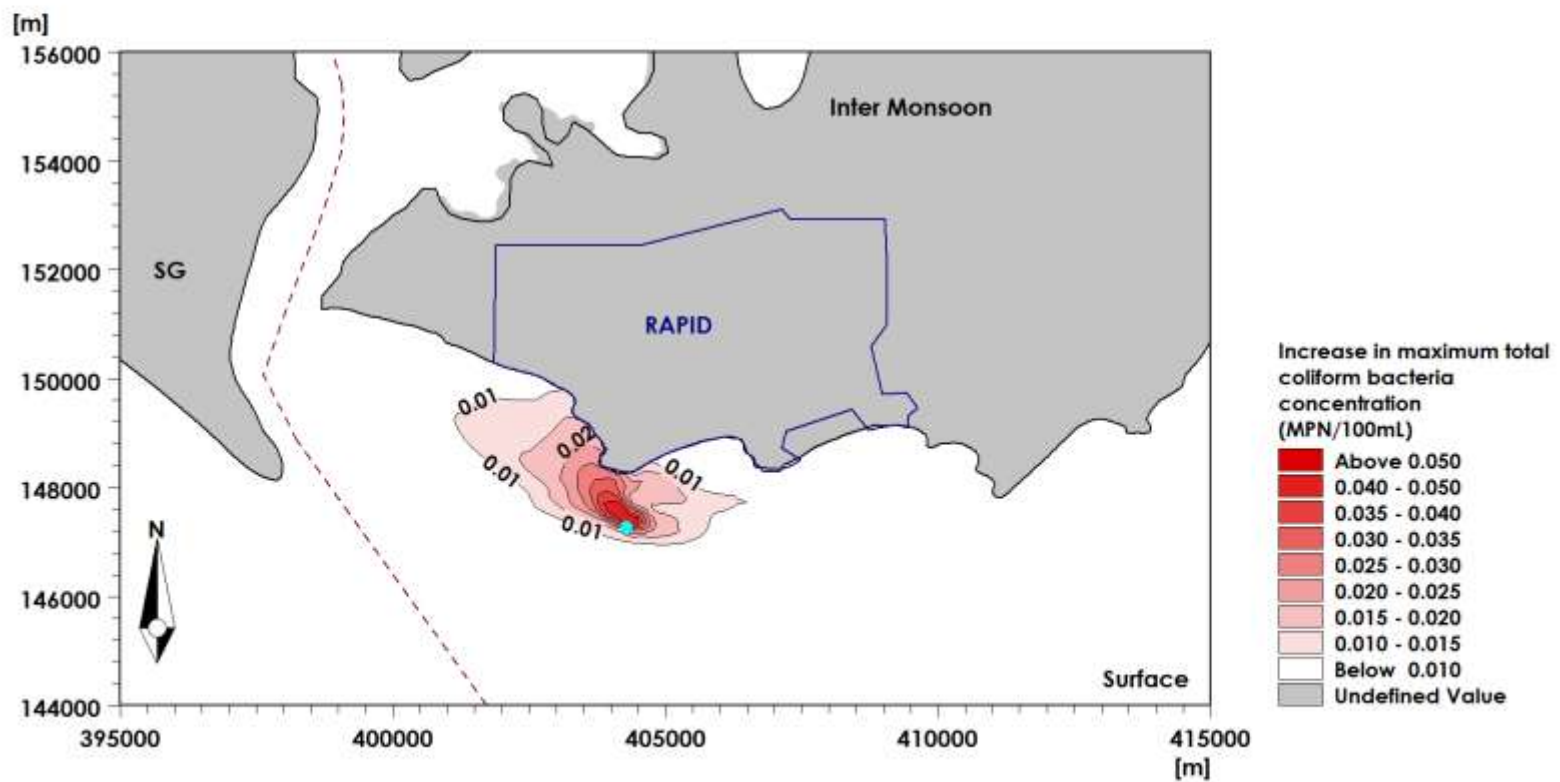 [m]
156000
154000
152000
150000
148000
146000
144000
395000
400000
405000
410000
415000
[m]
Inter Monsoon
SG
RAPID
0.01
0.02
0.01
0.01
0.01
N
Surface
Increase in maximum total
coliform bacteria
concentration
(MPN/100mL)
Above 0.050
0.040 - 0.050
0.035 - 0.040
0.030 - 0.035
0.025 - 0.030
0.020 - 0.025
0.015 - 0.020
0.010 - 0.015
Below 0.010
Undefined Value